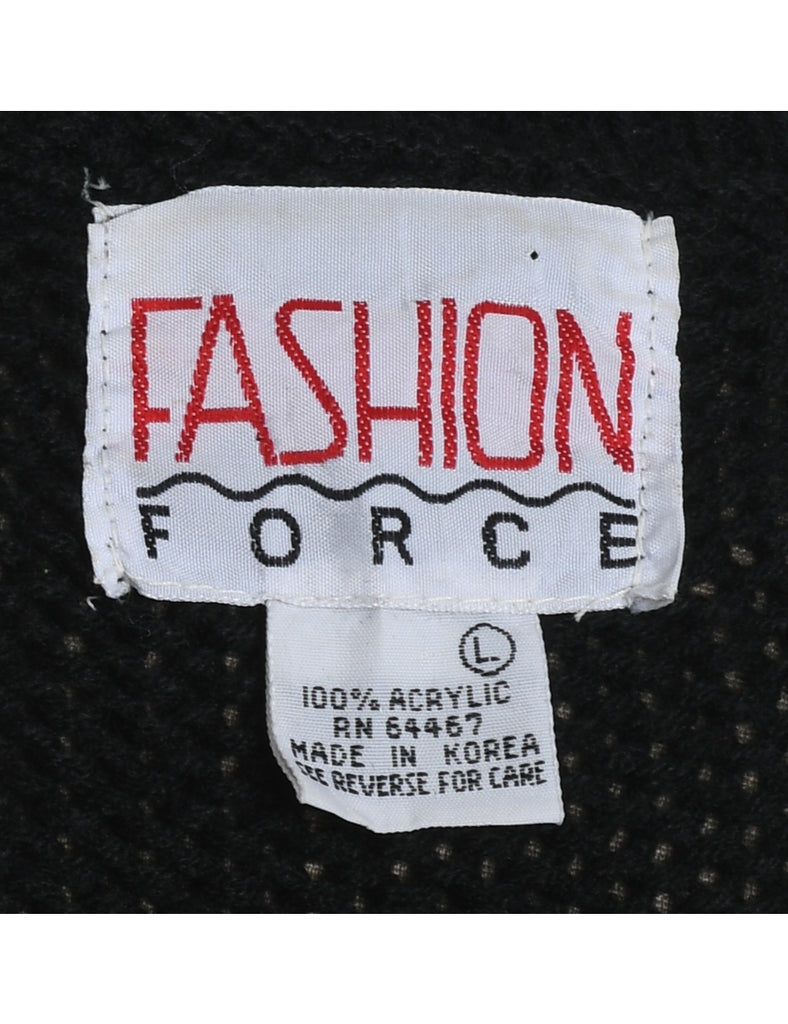 FASHION
FORCE
L
100% ACRYLIC
RN 64467
MADE IN KOREA
SEE REVERSE FOR CARE